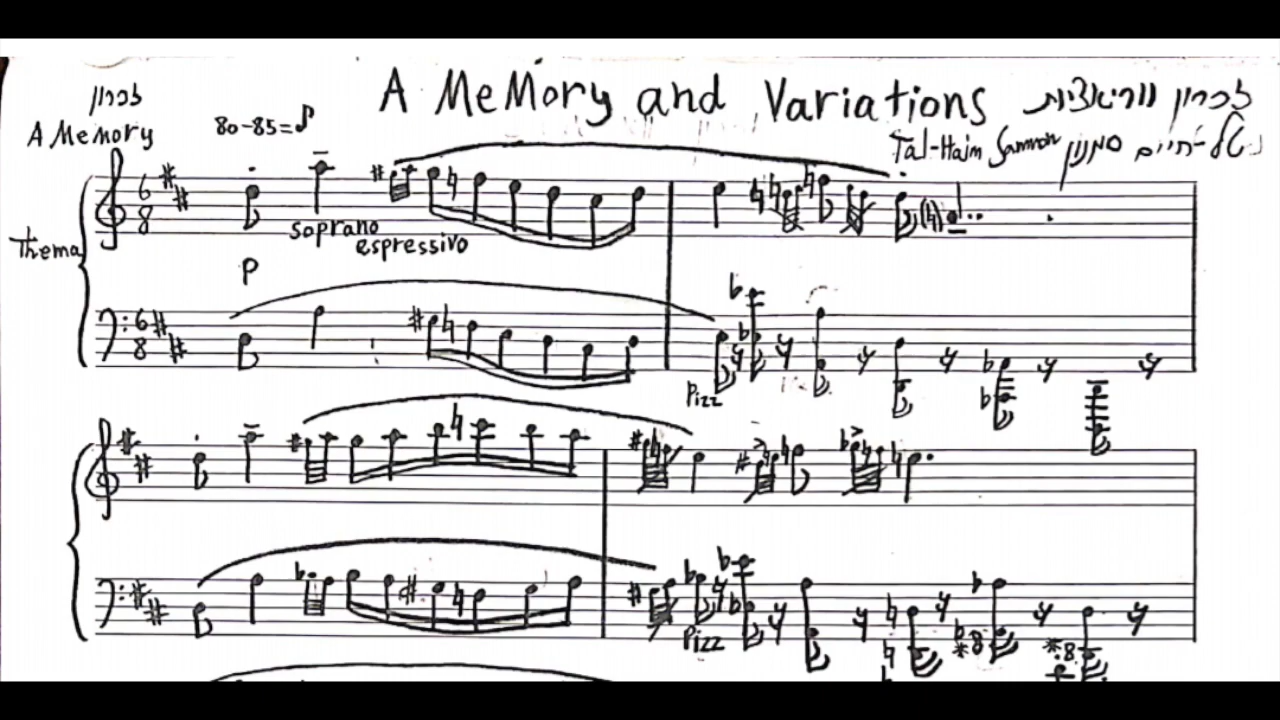 A MeMory and Variations זכרון ווריאציות
זכרון
A Memory
80-85=♪
Tal-Haim Samnon טל-חיים סמנון
Thema
soprano
espressivo
P
Pizz
Pizz